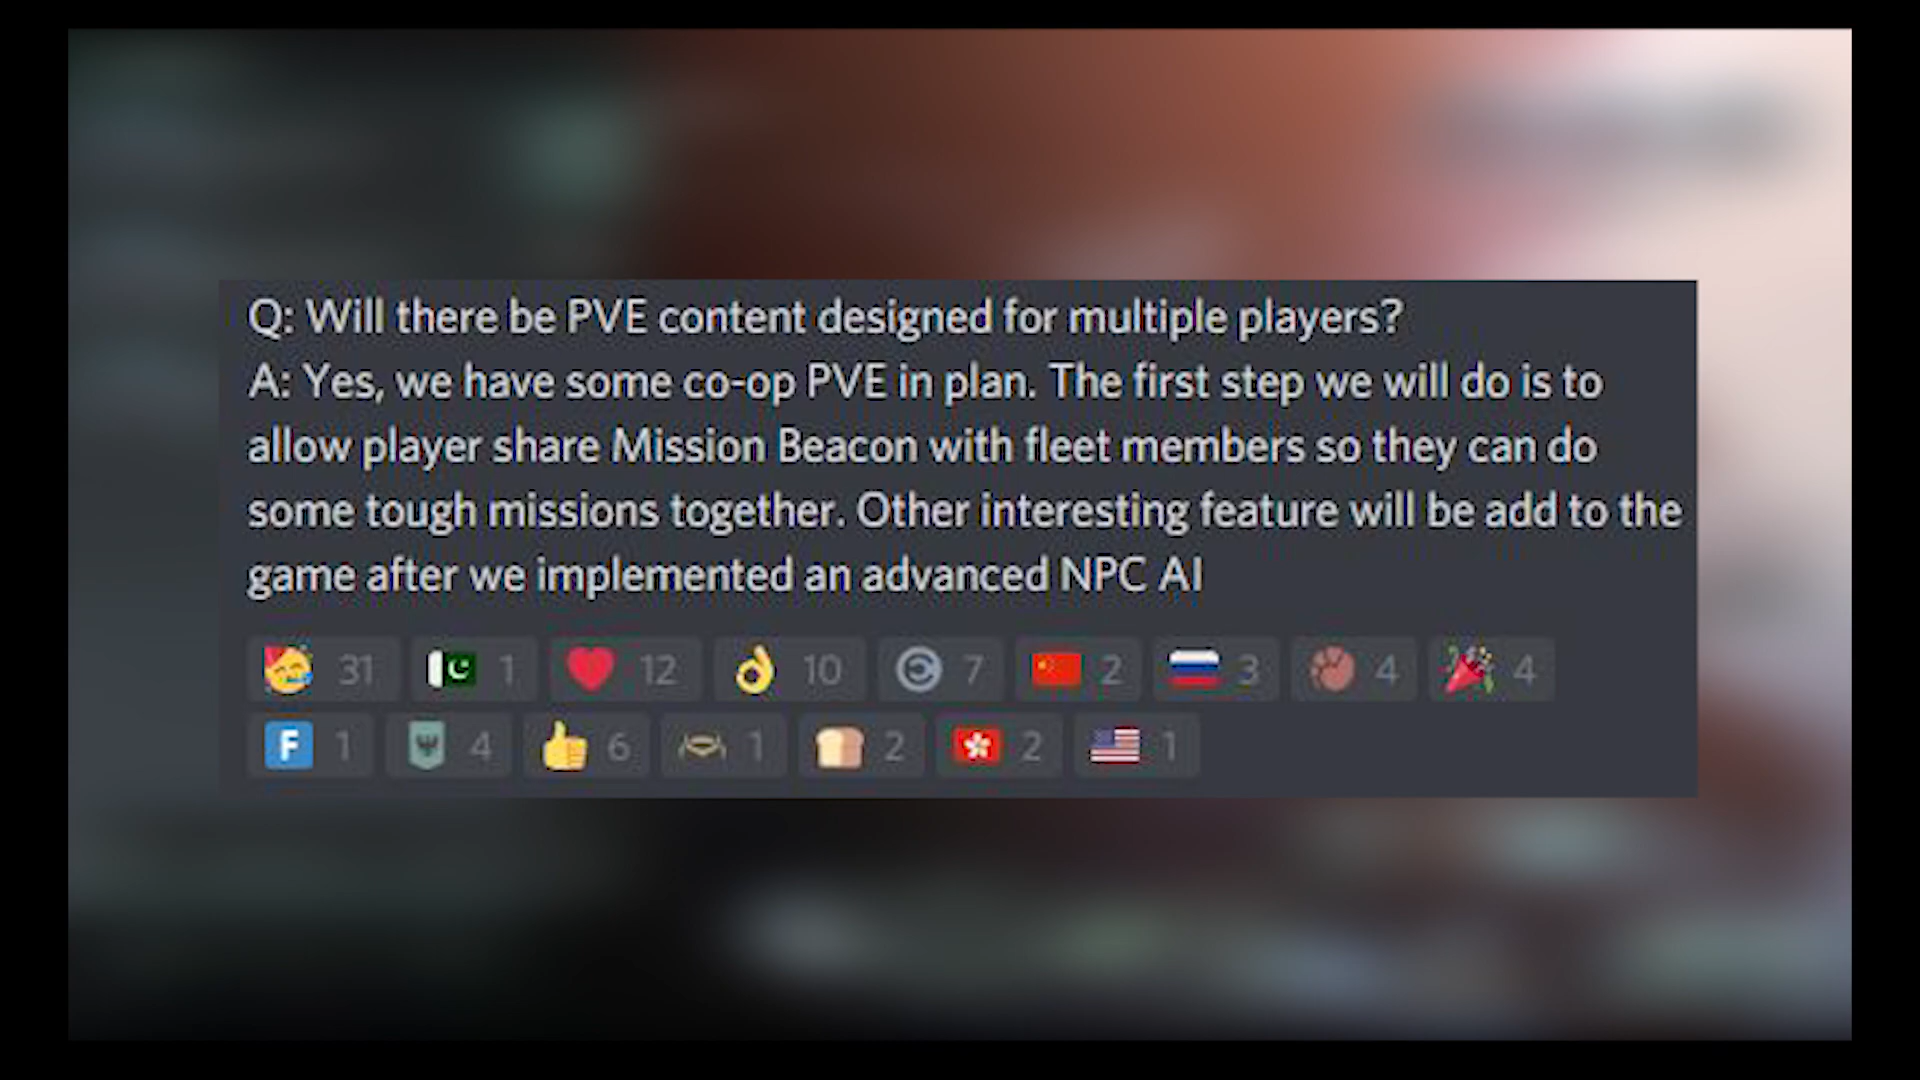 Q: Will there be PVE content designed for multiple players?
A: Yes, we have some co-op PVE in plan. The first step we will do is to
allow player share Mission Beacon with fleet members so they can do
some tough missions together. Other interesting feature will be add to the
game after we implemented an advanced NPC AI
31 1 12 10 7 2 3 4 4
F 1 4 6 1 2 2 1